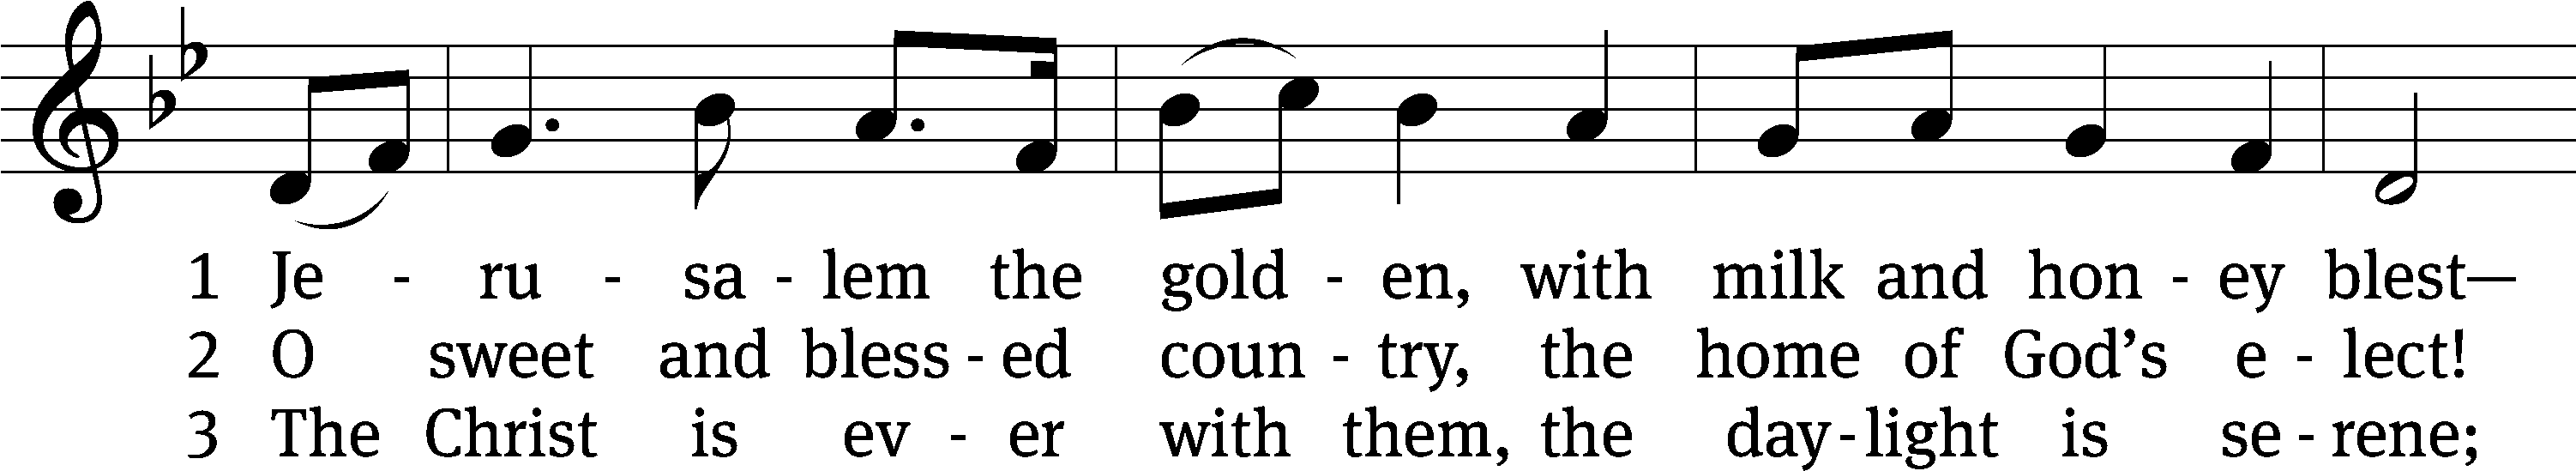 1 Je - ru - sa - lem the gold - en, with milk and hon - ey blest—
2 O sweet and bless - ed coun - try, the home of God’s e - lect!
3 The Christ is ev - er with them, the day - light is se - rene;